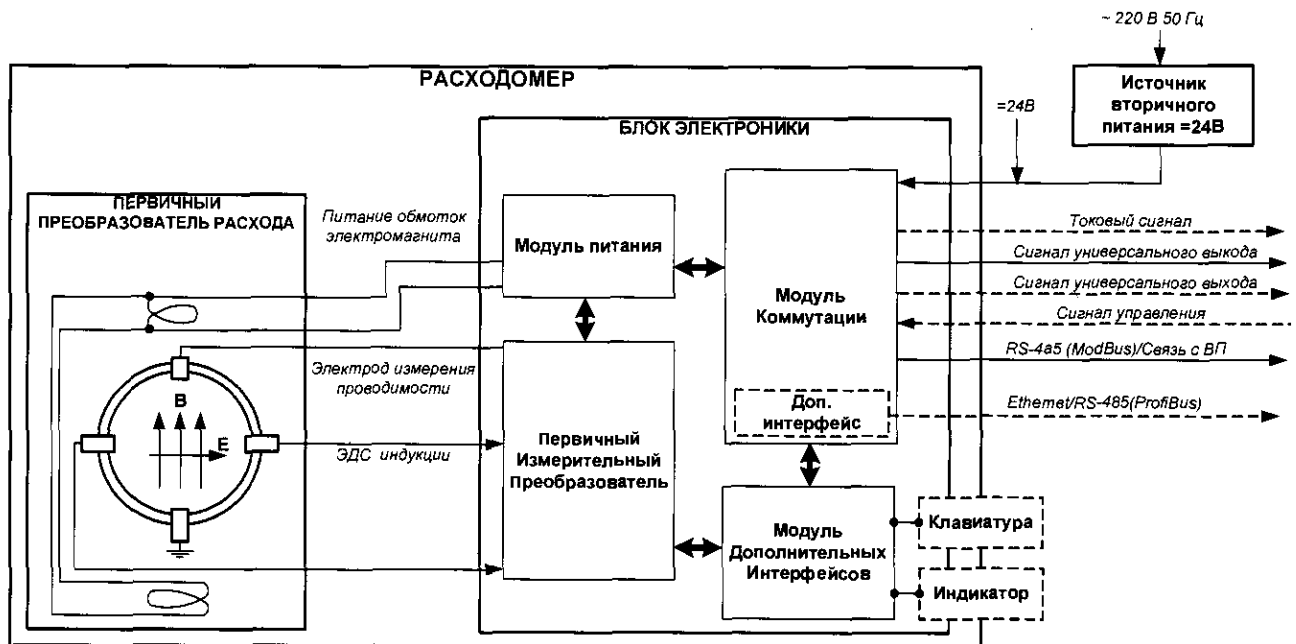 ~ 220 В 50 Гц
РАСХОДОМЕР
Источник
вторичного
питания =24В
=24В
БЛОК ЭЛЕКТРОНИКИ
ПЕРВИЧНЫЙ
ПРЕОБРАЗОВАТЕЛЬ РАСХОДА
Питание обмоток
электромагнита
Модуль питания
Модуль
Коммутации
Токовый сигнал
Сигнал универсального выхода
Сигнал универсального выхода
Сигнал управления
RS-4a5 (ModBus)/Связь с ВП
Электрод измерения
проводимости
B
E
ЭДС индукции
Первичный
Измерительный
Преобразователь
Доп.
интерфейс
Ethemet/RS-485(ProfiBus)
Модуль
Дополнительных
Интерфейсов
Клавиатура
Индикатор